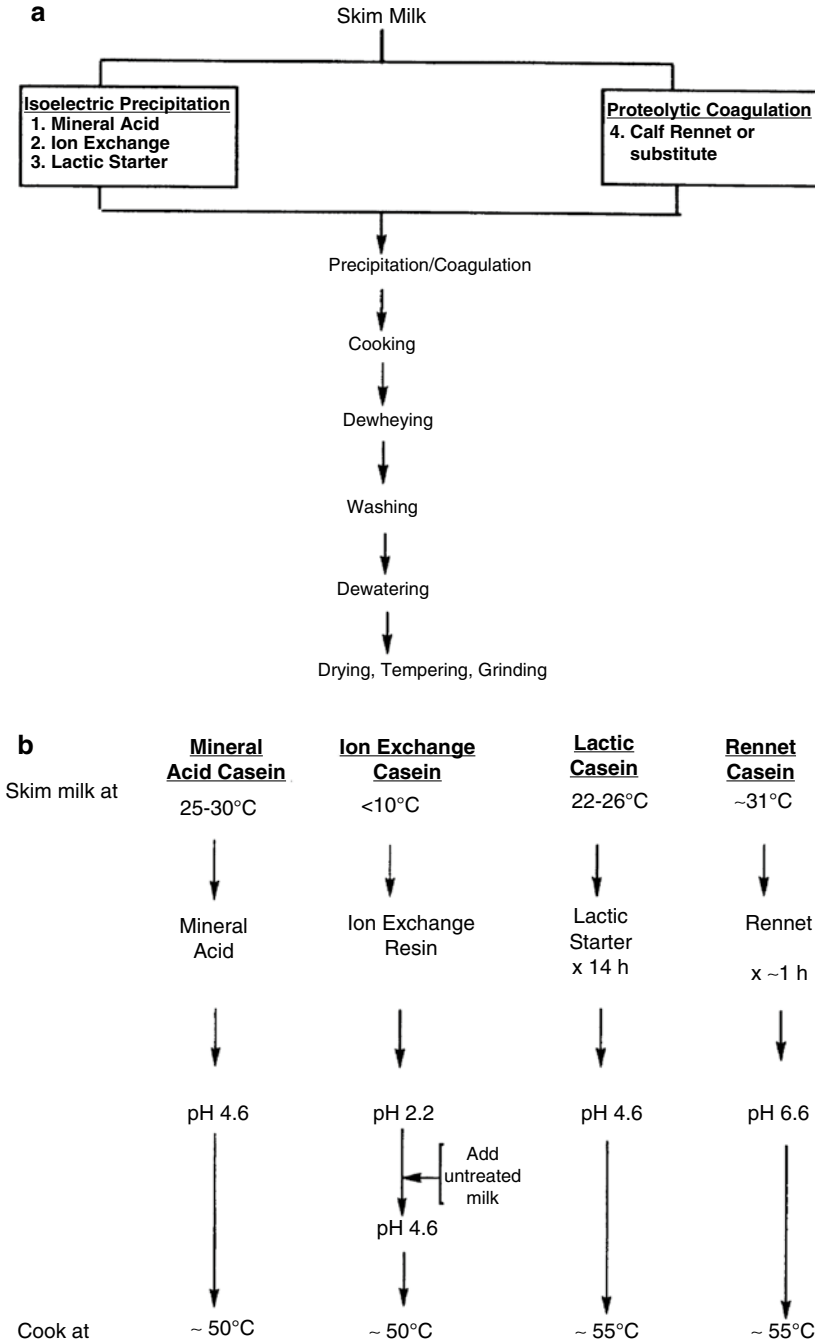 a
Skim Milk
Isoelectric Precipitation
1. Mineral Acid
2. Ion Exchange
3. Lactic Starter
Proteolytic Coagulation
4. Calf Rennet or
substitute
Precipitation/Coagulation
Cooking
Dewheying
Washing
Dewatering
Drying, Tempering, Grinding
b
Mineral
Acid Casein
Ion Exchange
Casein
Lactic
Casein
Rennet
Casein
Skim milk at
25-30°C
<10°C
22-26°C
~31°C
Mineral
Acid
Ion Exchange
Resin
Lactic
Starter
x 14 h
Rennet
x ~1 h
pH 4.6
pH 2.2
pH 4.6
pH 6.6
Add
untreated
milk
pH 4.6
Cook at
~ 50°C
~ 50°C
~ 55°C
~ 55°C